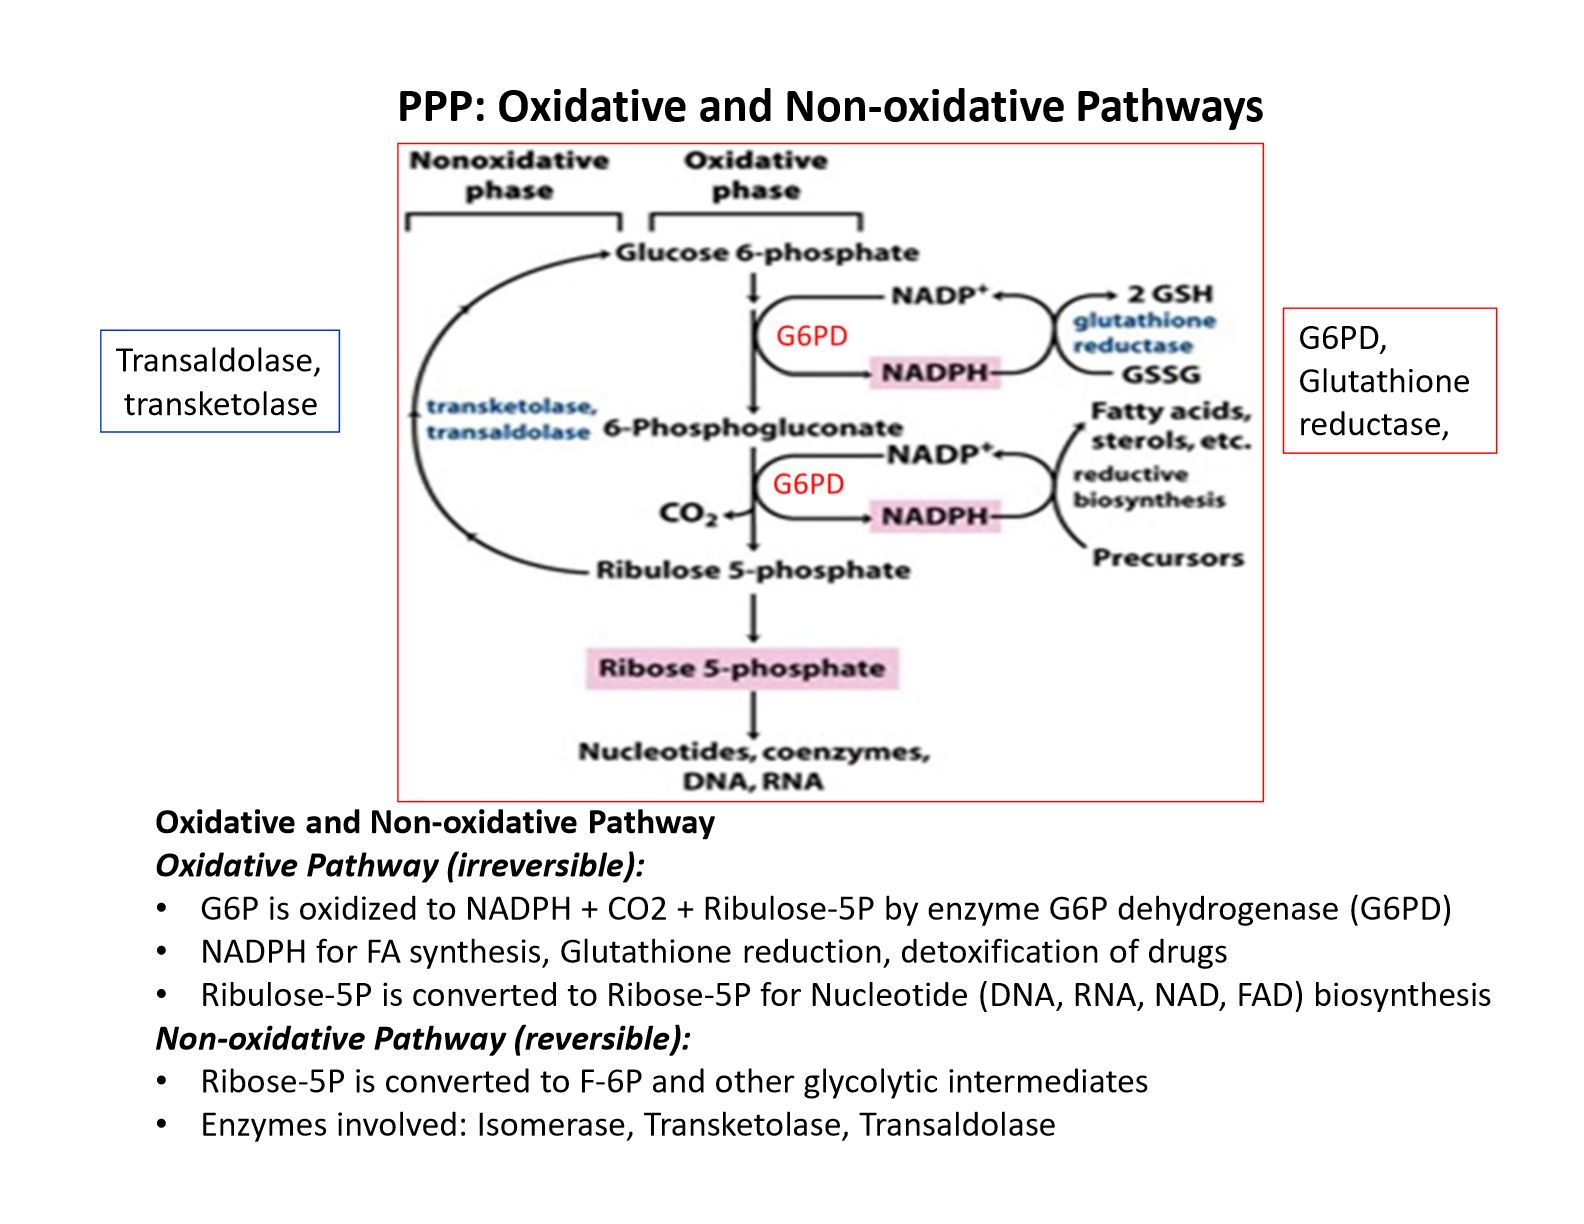 PPP: Oxidative and Non-oxidative Pathways
Nonoxidative
phase
Oxidative
phase
Glucose 6-phosphate
NADP+
2 GSH
G6PD
glutathione
reductase
NADPH
GSSG
Transaldolase,
transketolase
G6PD,
Glutathione
reductase,
transketolase,
transaldolase
6-Phosphogluconate
Fatty acids,
sterols, etc.
NADP+
G6PD
reductive
biosynthesis
CO2
NADPH
Precursors
Ribulose 5-phosphate
Ribose 5-phosphate
Nucleotides, coenzymes,
DNA, RNA
Oxidative and Non-oxidative Pathway
Oxidative Pathway (irreversible):
• G6P is oxidized to NADPH + CO2 + Ribulose-5P by enzyme G6P dehydrogenase (G6PD)
• NADPH for FA synthesis, Glutathione reduction, detoxification of drugs
• Ribulose-5P is converted to Ribose-5P for Nucleotide (DNA, RNA, NAD, FAD) biosynthesis
Non-oxidative Pathway (reversible):
• Ribose-5P is converted to F-6P and other glycolytic intermediates
• Enzymes involved: Isomerase, Transketolase, Transaldolase